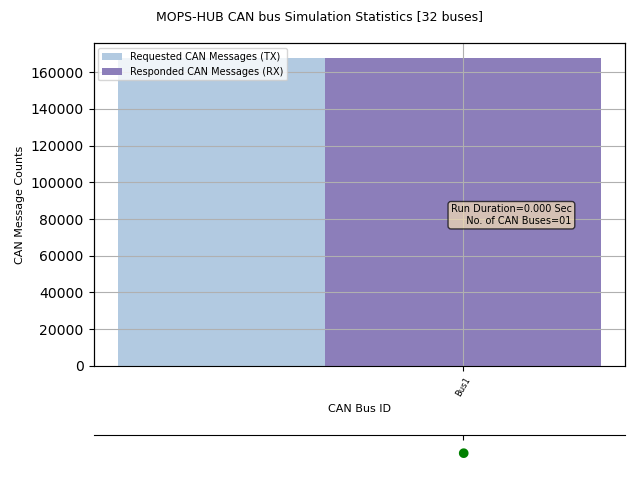 MOPS-HUB CAN bus Simulation Statistics [32 buses]
Requested CAN Messages (TX)
Responded CAN Messages (RX)
160000
140000
120000
100000
80000
60000
40000
20000
0
CAN Message Counts
Run Duration=0.000 Sec
No. of CAN Buses=01
Bus1
CAN Bus ID